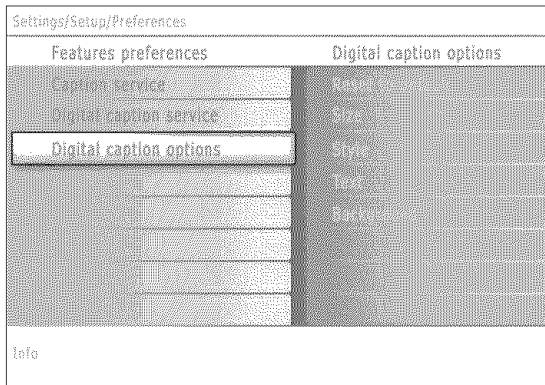 Settings/Setup/Preferences
Features preferences
Digital caption options
Caption service
Digital caption service
Digital caption options
Size
Style
Text
Info